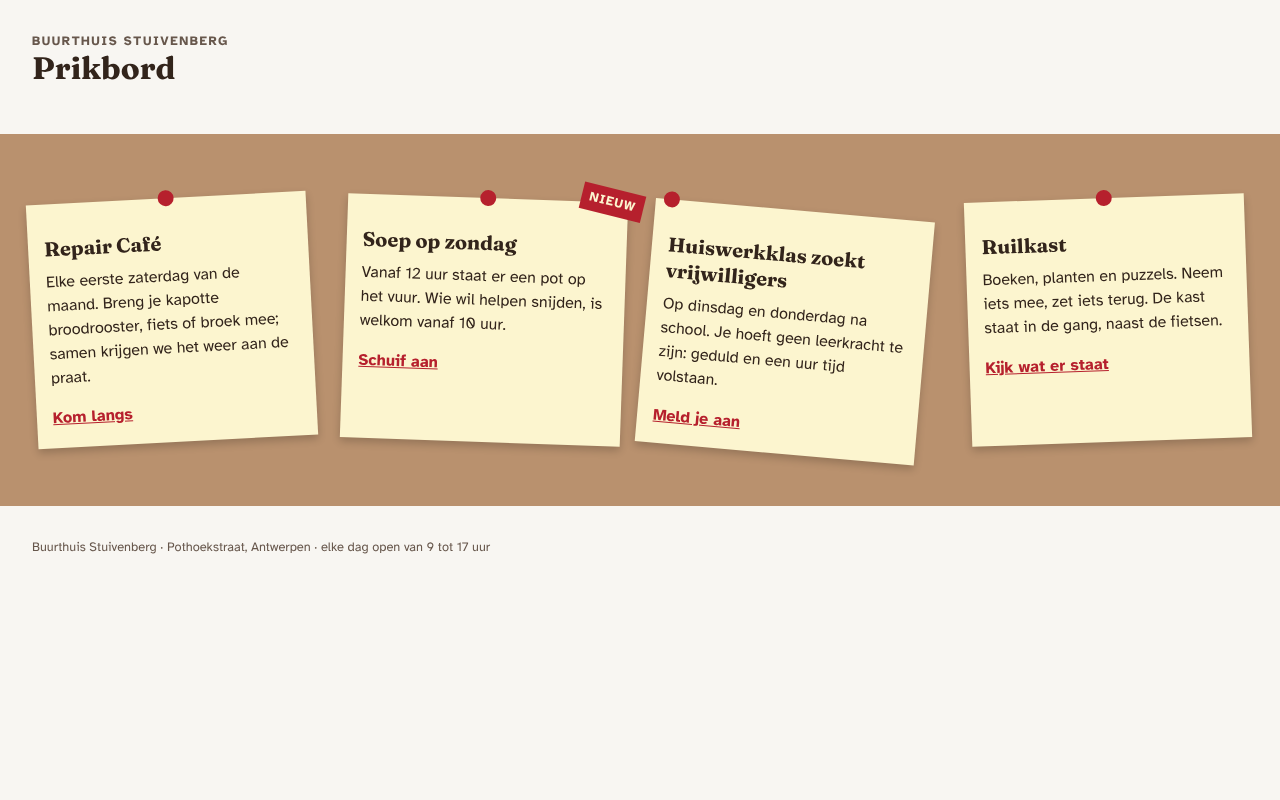 BUURTHUIS STUIVENBERG
Prikbord
Repair Café
Elke eerste zaterdag van de
maand. Breng je kapotte
broodrooster, fiets of broek mee;
samen krijgen we het weer aan de
praat.
Kom langs
NIEUW
Soep op zondag
Vanaf 12 uur staat er een pot op
het vuur. Wie wil helpen snijden, is
welkom vanaf 10 uur.
Schuif aan
Huiswerkklas zoekt
vrijwilligers
Op dinsdag en donderdag na
school. Je hoeft geen leerkracht te
zijn: geduld en een uur tijd
volstaan.
Meld je aan
Ruilkast
Boeken, planten en puzzels. Neem
iets mee, zet iets terug. De kast
staat in de gang, naast de fietsen.
Kijk wat er staat
Buurthuis Stuivenberg · Pothoekstraat, Antwerpen · elke dag open van 9 tot 17 uur